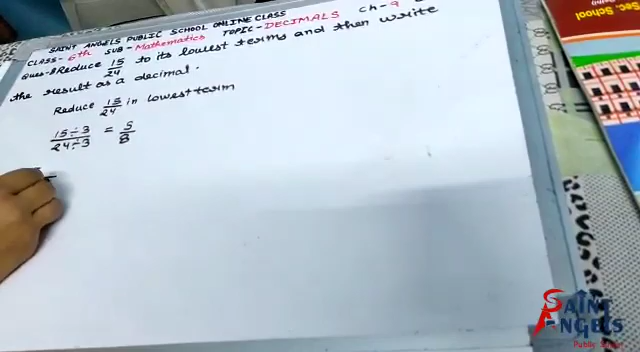 SAINT ANGELS PUBLIC SCHOOL ONLINE CLASS
CLASS- 6th SUB- Mathematics TOPIC- DECIMALS Ch-9
Ques-8 Reduce 15/24 to its lowest terms and then write
the result as a decimal.
Reduce 15/24 in lowest term
15÷3/24÷3 = 5/8
Sec School
SAINT
ANGELS
Public School